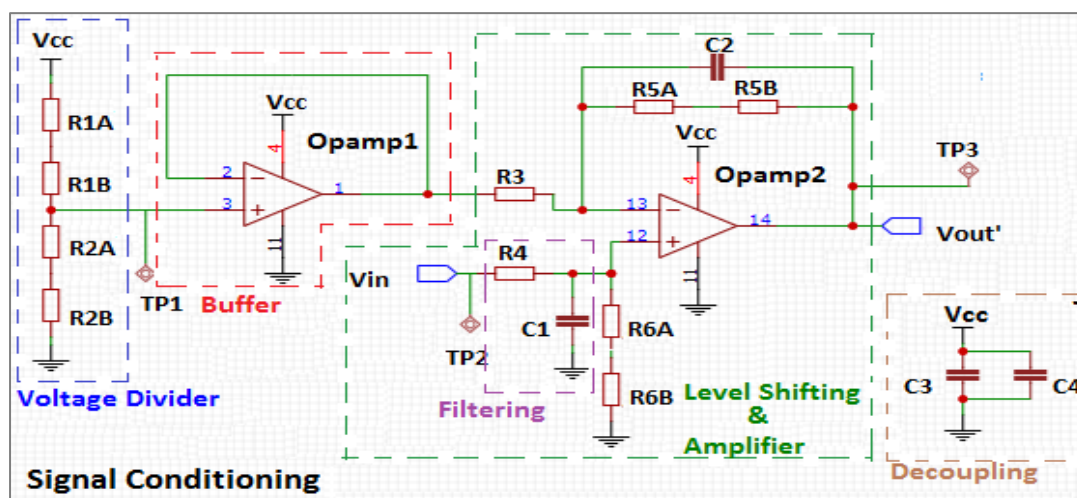 Vcc
R1A
R1B
R2A
R2B
TP1
Voltage Divider
Vcc
4
Opamp1
2
3
1
11
Buffer
C2
R5A
R5B
Vcc
4
Opamp2
R3
13
12
14
11
TP3
Vout'
Vin
R4
TP2
C1
R6A
R6B
Filtering
Level Shifting
&
Amplifier
Vcc
C3
C4
Decoupling
Signal Conditioning